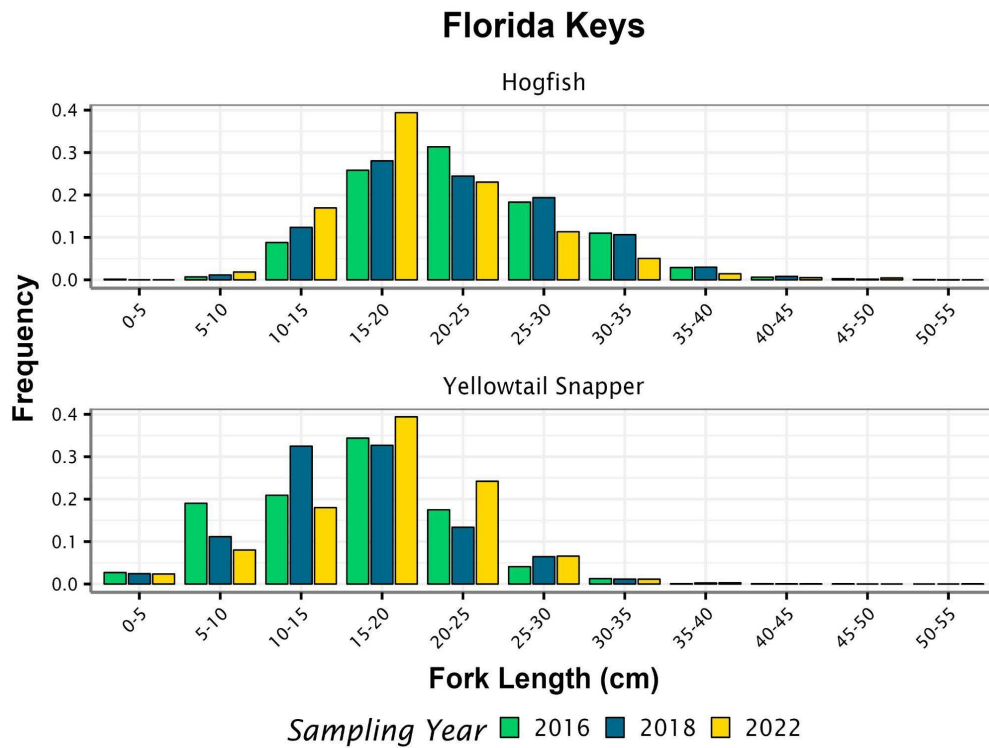 Florida Keys
Hogfish
0.4
0.3
0.2
0.1
0.0
0-5 5-10 10-15 15-20 20-25 25-30 30-35 35-40 40-45 45-50 50-55
Frequency
Yellowtail Snapper
0.4
0.3
0.2
0.1
0.0
0-5 5-10 10-15 15-20 20-25 25-30 30-35 35-40 40-45 45-50 50-55
Fork Length (cm)
Sampling Year 2016 2018 2022